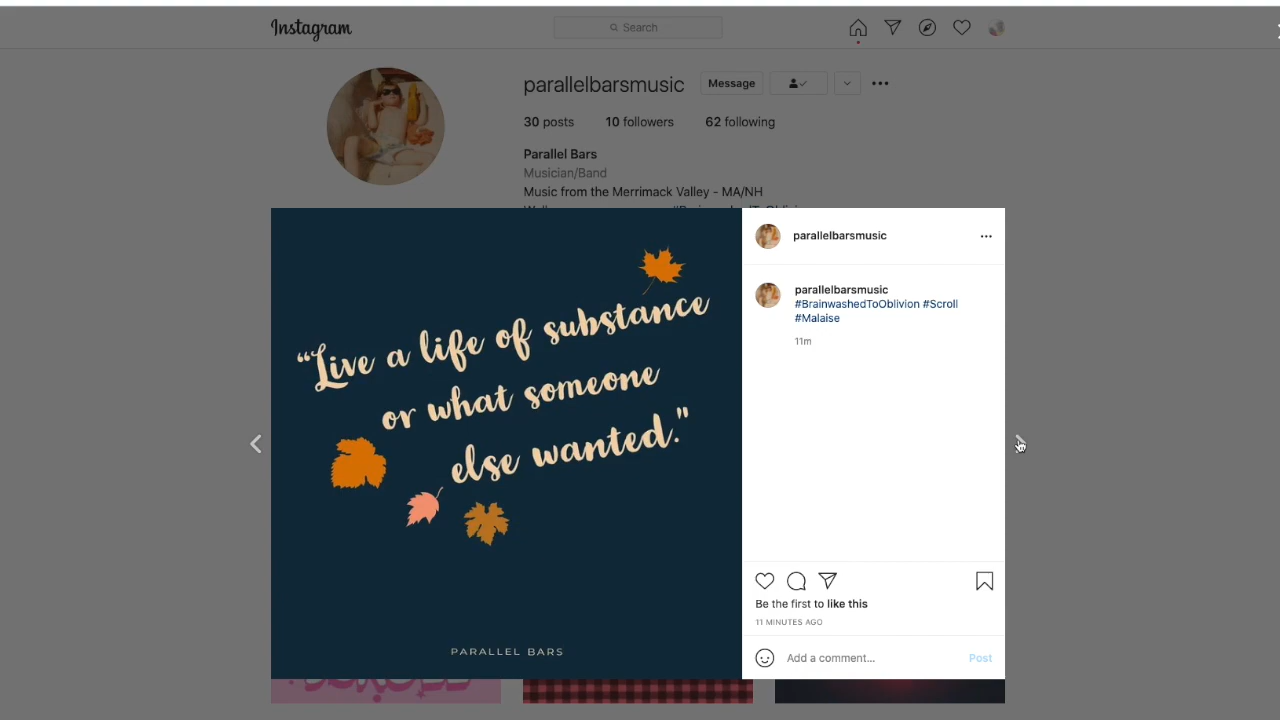 Instagram
Search
parallelbarsmusic
Message
30 posts 10 followers 62 following
Parallel Bars
Musician/Band
Music from the Merrimack Valley - MA/NH
“Live a life of substance
or what someone
else wanted."
PARALLEL BARS
parallelbarsmusic
parallelbarsmusic
#BrainwashedToOblivion #Scroll
#Malaise
11m
Be the first to like this
11 MINUTES AGO
Add a comment...
Post